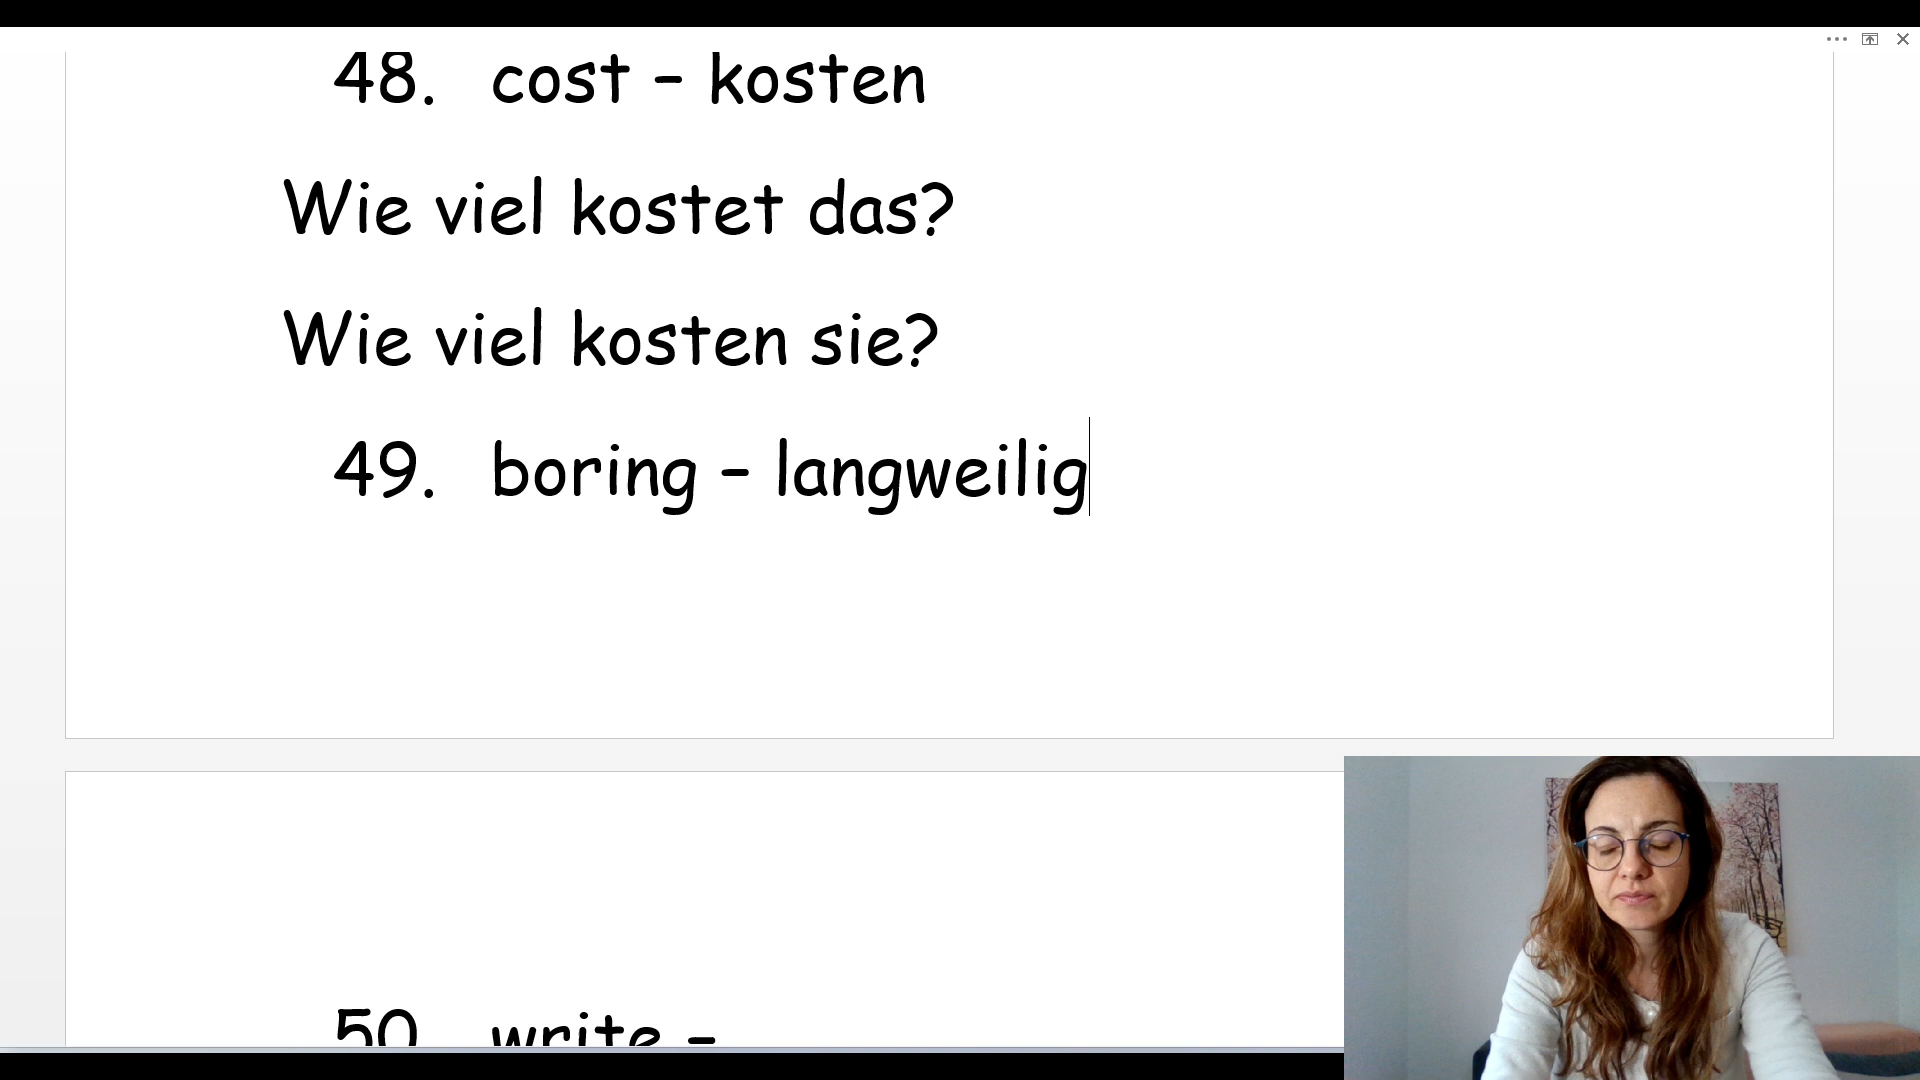 48. cost – kosten
Wie viel kostet das?
Wie viel kosten sie?
49. boring – langweilig
50. write –